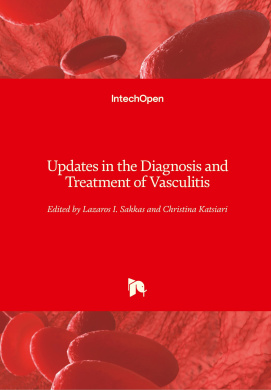 IntechOpen
Updates in the Diagnosis and
Treatment of Vasculitis
Edited by Lazaros I. Sakkas and Christina Katsiari